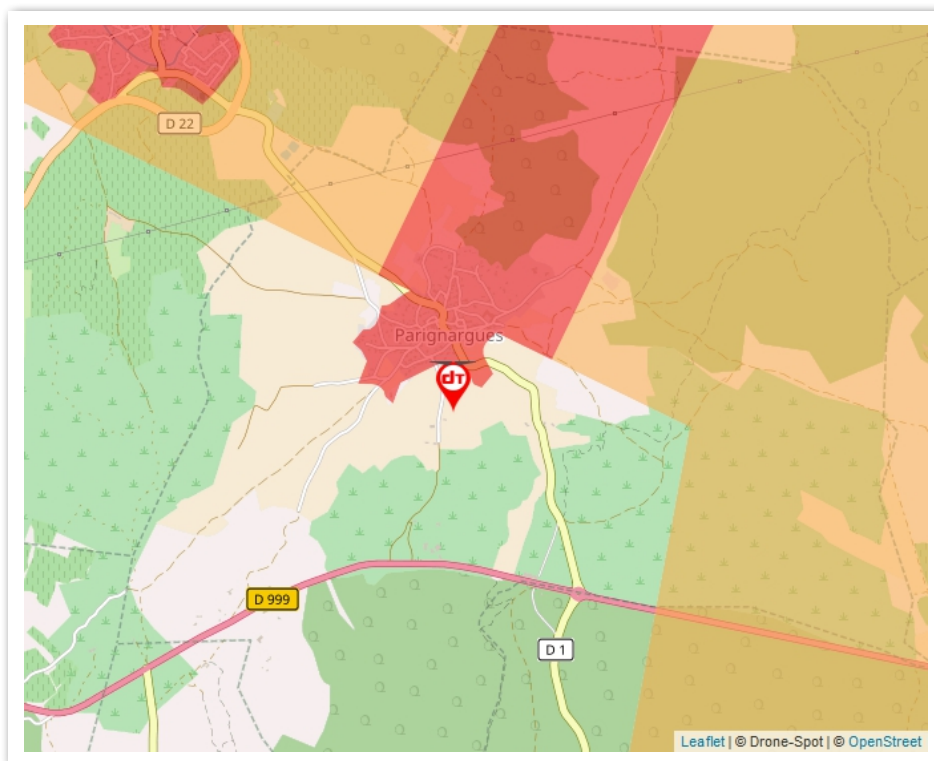 D 22
Parignargues
dT
D 999
D 1
Leaflet | © Drone-Spot | © OpenStreet